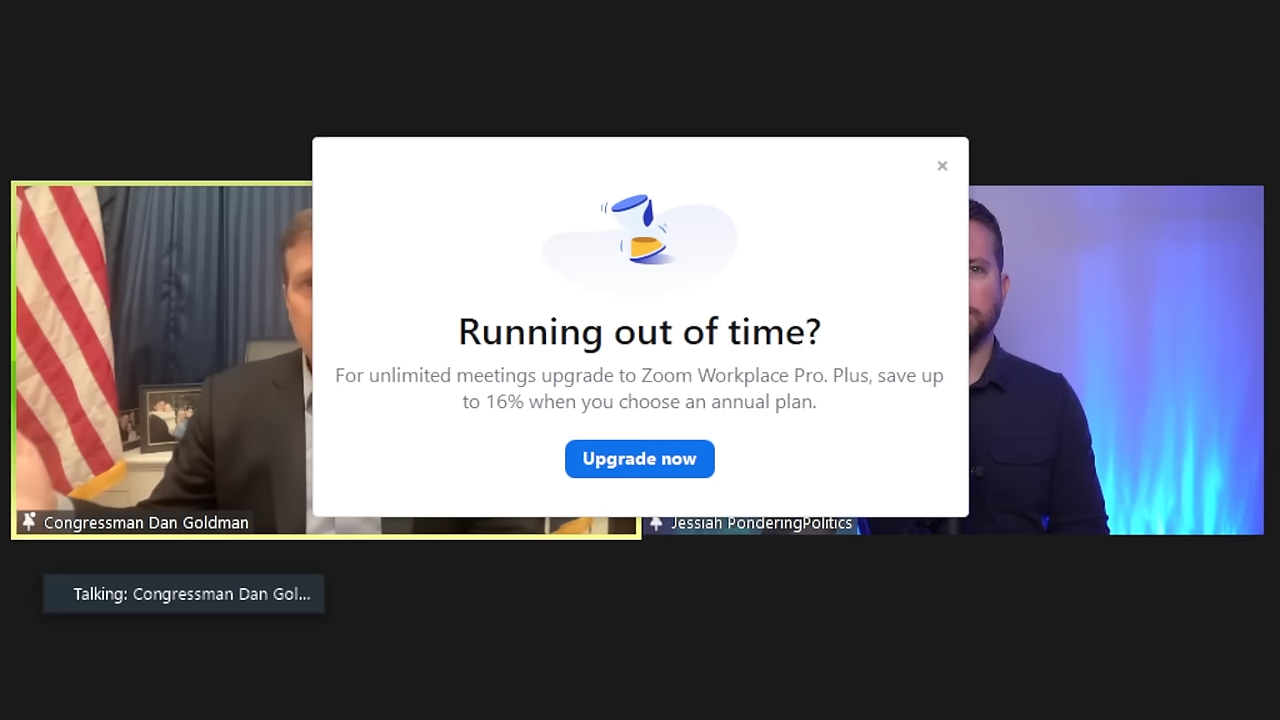 ×
Running out of time?
For unlimited meetings upgrade to Zoom Workplace Pro. Plus, save up
to 16% when you choose an annual plan.
Upgrade now
Congressman Dan Goldman
Jessiah PonderingPolitics
Talking: Congressman Dan Gol...